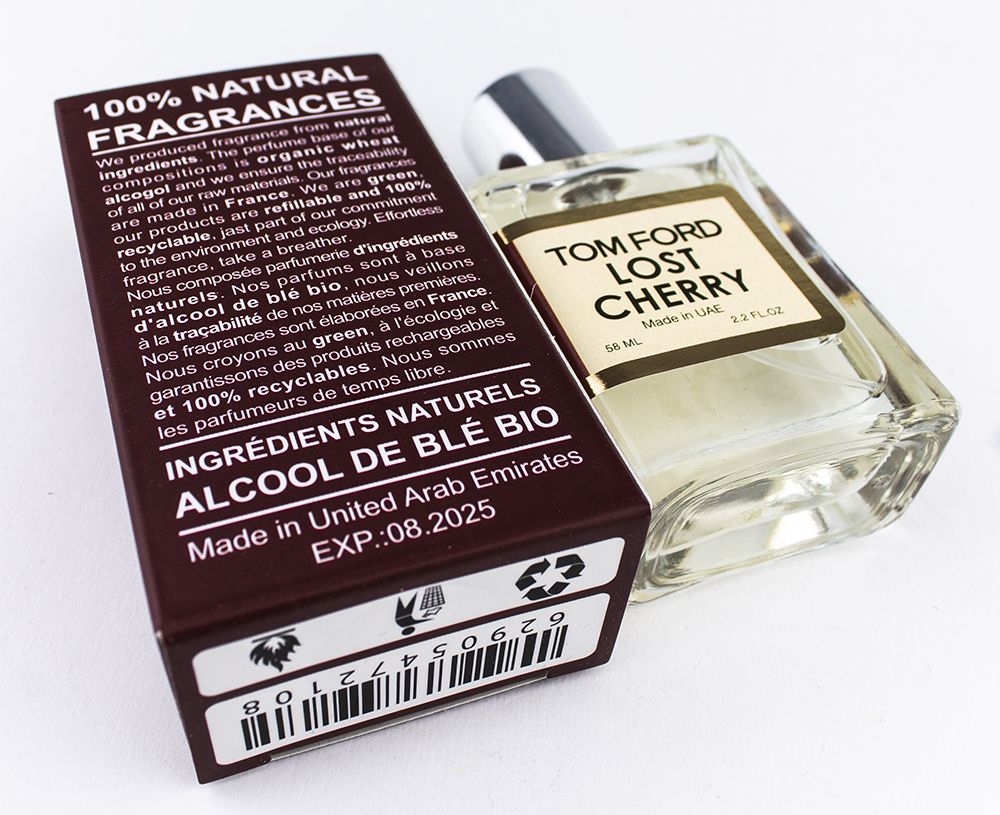 100% NATURAL
FRAGRANCES
We produced fragrance from natural
ingredients. The perfume base of our
compositions is organic wheat
alcogol and we ensure the traceability
of all of our raw materials. Our fragrances
are made in France. We are green,
our products are refillable and 100%
recyclable, jast part of our commitment
to the environment and ecology. Effortless
fragrance, take a breather.
Nous composée parfumerie d'ingrédients
naturels. Nos parfums sont à base
d'alcool de blé bio, nous veillons
à la traçabilité de nos matières premières.
Nos fragrances sont élaborées en France.
Nous croyons au green, à l'écologie et
garantissons des produits rechargeables
et 100% recyclables. Nous sommes
les parfumeurs de temps libre.
INGRÉDIENTS NATURELS
ALCOOL DE BLÉ BIO
Made in United Arab Emirates
EXP.:08.2025
6290547272108
TOM FORD
LOST
CHERRY
Made in UAE
58 ML 2.2 FL.OZ